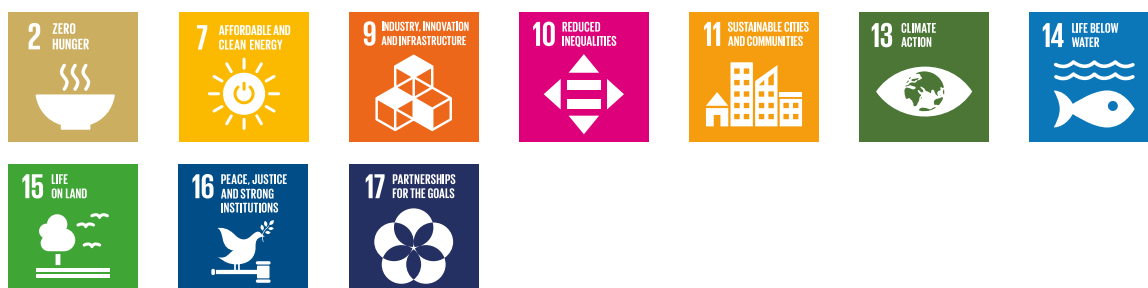 2 ZERO
HUNGER
7 AFFORDABLE AND
CLEAN ENERGY
9 INDUSTRY, INNOVATION
AND INFRASTRUCTURE
10 REDUCED
INEQUALITIES
11 SUSTAINABLE CITIES
AND COMMUNITIES
13 CLIMATE
ACTION
14 LIFE BELOW
WATER
15 LIFE
ON LAND
16 PEACE, JUSTICE
AND STRONG
INSTITUTIONS
17 PARTNERSHIPS
FOR THE GOALS